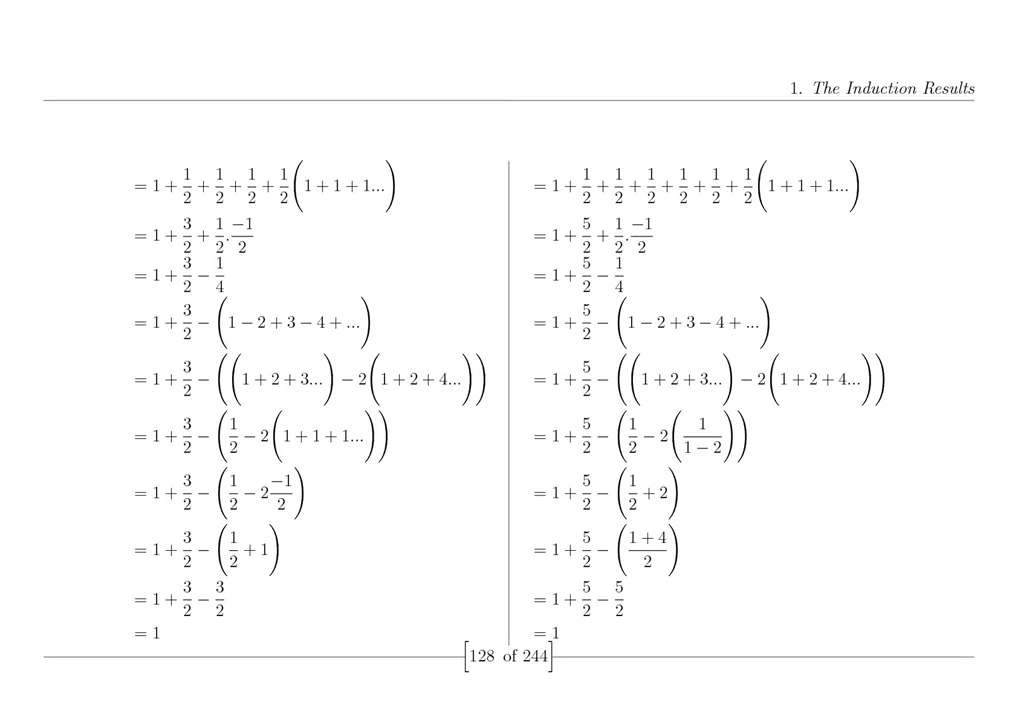 1. The Induction Results
= 1 + 1/2 + 1/2 + 1/2 + 1/2 (1 + 1 + 1...)
= 1 + 3/2 + 1/2 . −1/2
= 1 + 3/2 − 1/4
= 1 + 3/2 − (1 − 2 + 3 − 4 + ...)
= 1 + 3/2 − ((1 + 2 + 3...) − 2(1 + 2 + 4...))
= 1 + 3/2 − (1/2 − 2(1 + 1 + 1...))
= 1 + 3/2 − (1/2 − 2 −1/2)
= 1 + 3/2 − (1/2 + 1)
= 1 + 3/2 − 3/2
= 1
= 1 + 1/2 + 1/2 + 1/2 + 1/2 + 1/2 + 1/2 (1 + 1 + 1...)
= 1 + 5/2 + 1/2 . −1/2
= 1 + 5/2 − 1/4
= 1 + 5/2 − (1 − 2 + 3 − 4 + ...)
= 1 + 5/2 − ((1 + 2 + 3...) − 2(1 + 2 + 4...))
= 1 + 5/2 − (1/2 − 2(1/(1 − 2)))
= 1 + 5/2 − (1/2 + 2)
= 1 + 5/2 − ((1 + 4)/2)
= 1 + 5/2 − 5/2
= 1
[128 of 244]